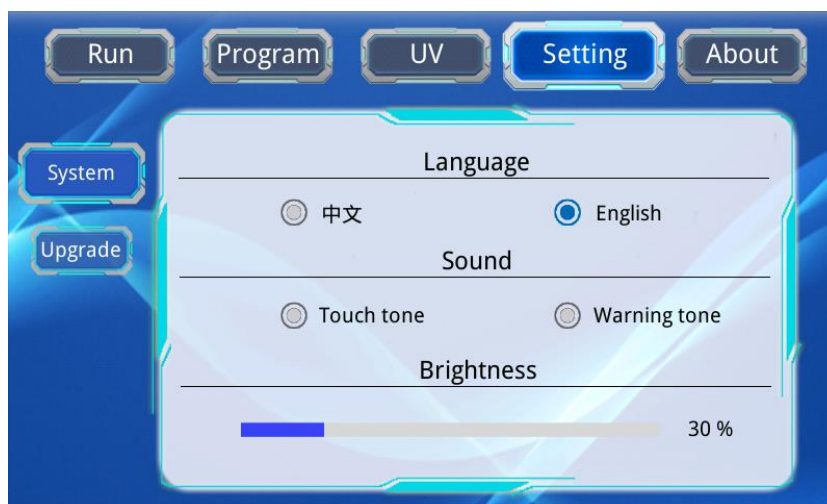 Run Program UV Setting About
System
Upgrade
Language
中文 English
Sound
Touch tone Warning tone
Brightness
30 %